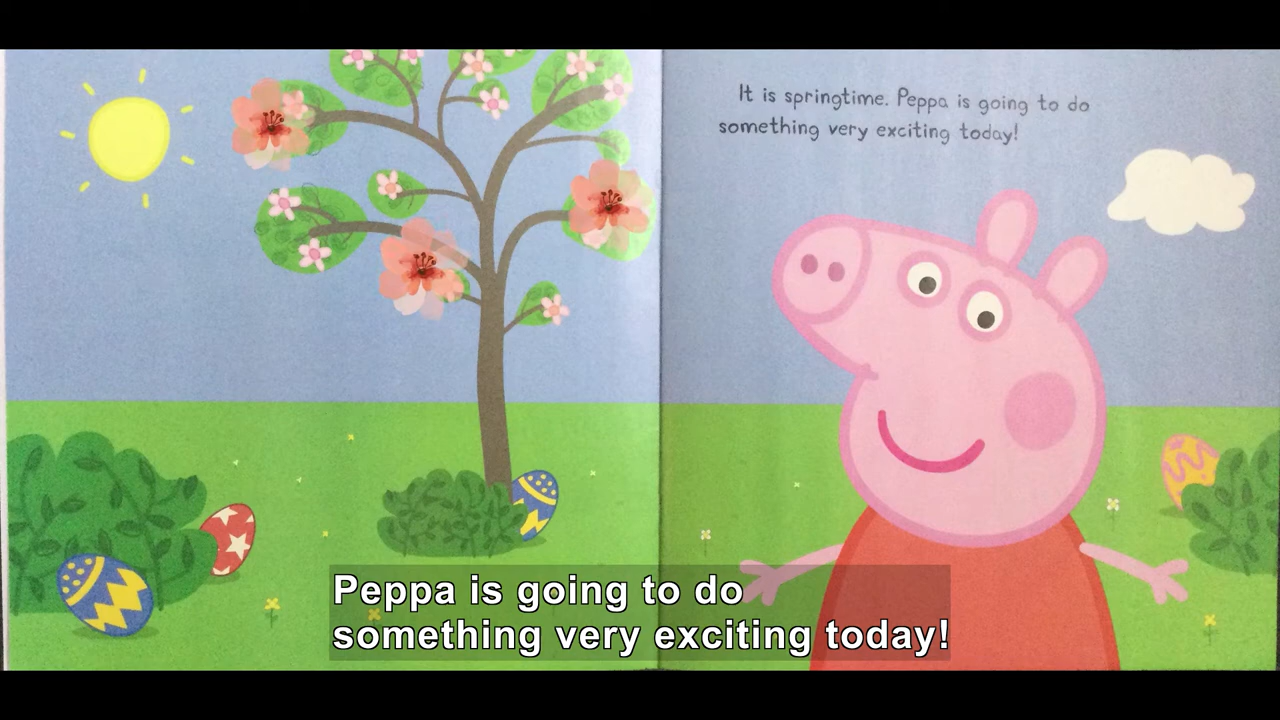 It is springtime. Peppa is going to do
something very exciting today!
Peppa is going to do
something very exciting today!